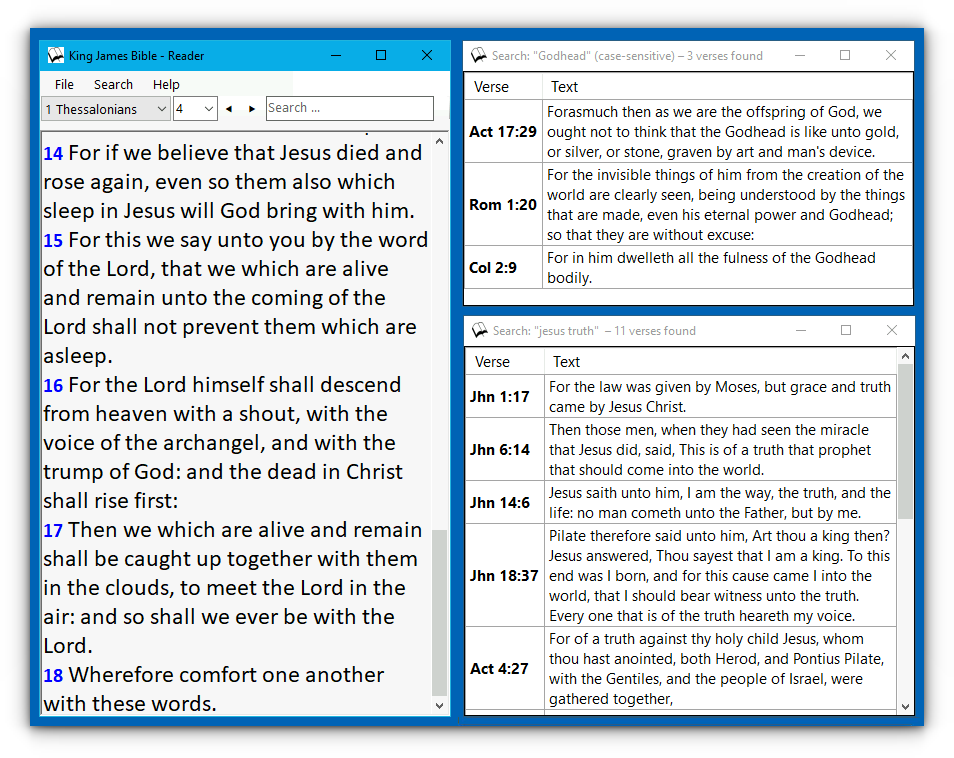 King James Bible - Reader
File Search Help
1 Thessalonians 4 Search ...
14 For if we believe that Jesus died and
rose again, even so them also which
sleep in Jesus will God bring with him.
15 For this we say unto you by the word
of the Lord, that we which are alive
and remain unto the coming of the
Lord shall not prevent them which are
asleep.
16 For the Lord himself shall descend
from heaven with a shout, with the
voice of the archangel, and with the
trump of God: and the dead in Christ
shall rise first:
17 Then we which are alive and remain
shall be caught up together with them
in the clouds, to meet the Lord in the
air: and so shall we ever be with the
Lord.
18 Wherefore comfort one another
with these words.
Search: "Godhead" (case-sensitive) – 3 verses found
Verse Text
Act 17:29
Forasmuch then as we are the offspring of God, we
ought not to think that the Godhead is like unto gold,
or silver, or stone, graven by art and man's device.
Rom 1:20
For the invisible things of him from the creation of the
world are clearly seen, being understood by the things
that are made, even his eternal power and Godhead;
so that they are without excuse:
Col 2:9
For in him dwelleth all the fulness of the Godhead
bodily.
Search: "jesus truth" – 11 verses found
Verse Text
Jhn 1:17
For the law was given by Moses, but grace and truth
came by Jesus Christ.
Jhn 6:14
Then those men, when they had seen the miracle
that Jesus did, said, This is of a truth that prophet
that should come into the world.
Jhn 14:6
Jesus saith unto him, I am the way, the truth, and the
life: no man cometh unto the Father, but by me.
Jhn 18:37
Pilate therefore said unto him, Art thou a king then?
Jesus answered, Thou sayest that I am a king. To this
end was I born, and for this cause came I into the
world, that I should bear witness unto the truth.
Every one that is of the truth heareth my voice.
Act 4:27
For of a truth against thy holy child Jesus, whom
thou hast anointed, both Herod, and Pontius Pilate,
with the Gentiles, and the people of Israel, were
gathered together,